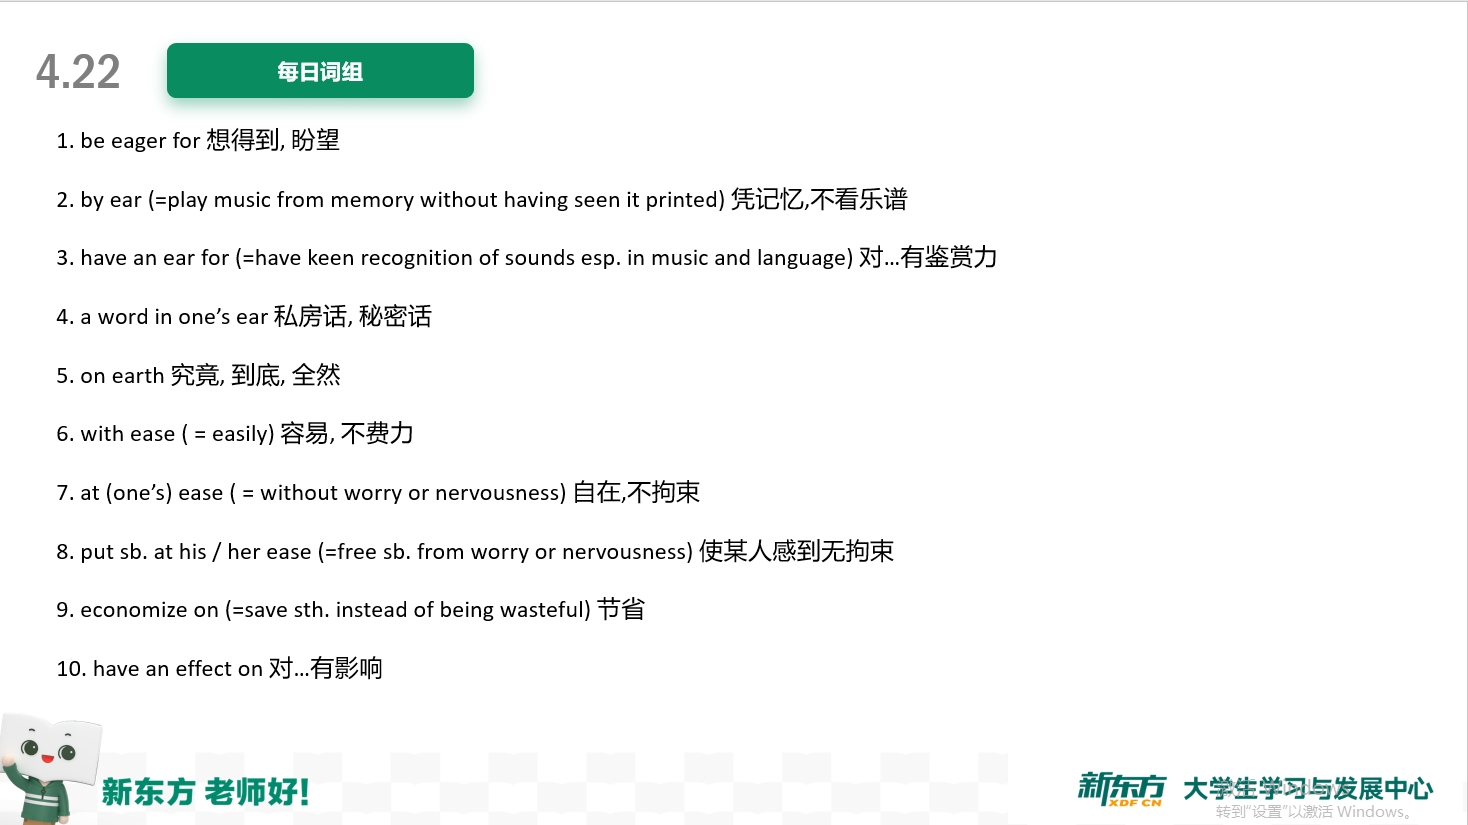 4.22
每日词组
1. be eager for 想得到, 盼望
2. by ear (=play music from memory without having seen it printed) 凭记忆,不看乐谱
3. have an ear for (=have keen recognition of sounds esp. in music and language) 对…有鉴赏力
4. a word in one’s ear 私房话, 秘密话
5. on earth 究竟, 到底, 全然
6. with ease ( = easily) 容易, 不费力
7. at (one’s) ease ( = without worry or nervousness) 自在,不拘束
8. put sb. at his / her ease (=free sb. from worry or nervousness) 使某人感到无拘束
9. economize on (=save sth. instead of being wasteful) 节省
10. have an effect on 对…有影响
新东方 老师好!
新东方 XDF.CN 大学生学习与发展中心
激活 Windows
转到"设置"以激活 Windows。